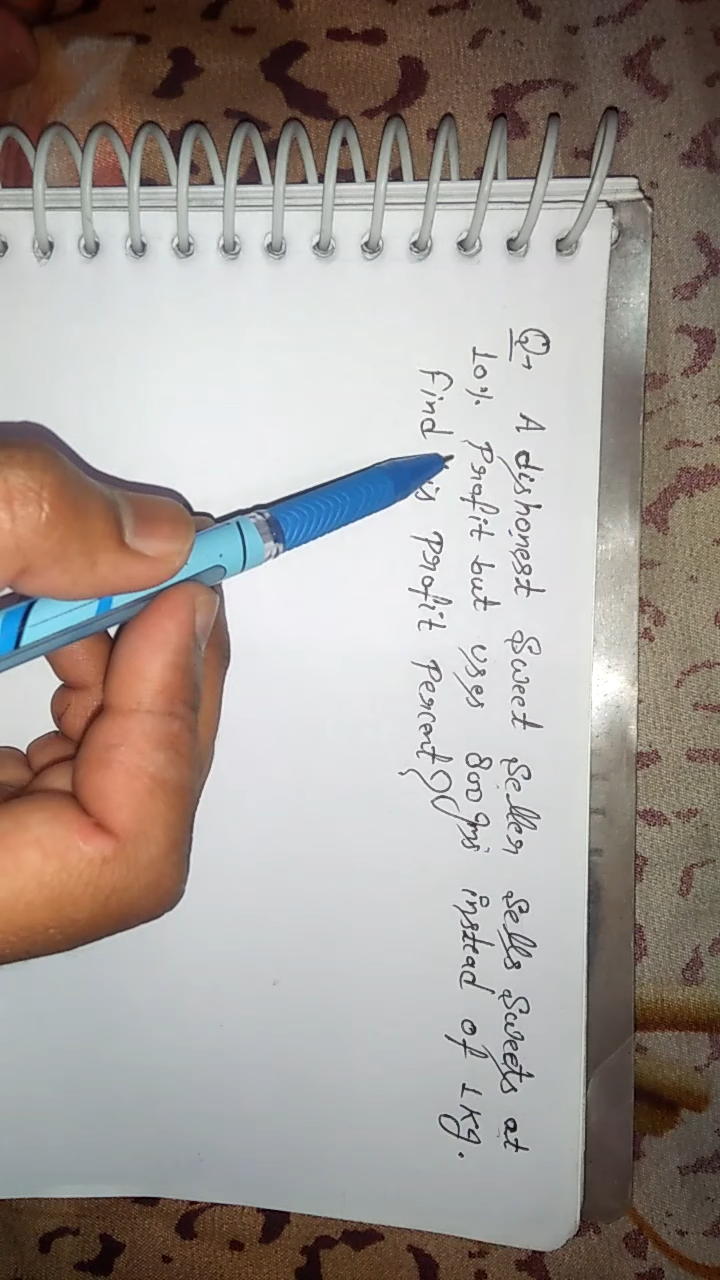 Q→ A dishonest sweet seller sells sweets at
10% profit but uses 800 gms instead of 1 kg.
find his profit percent?